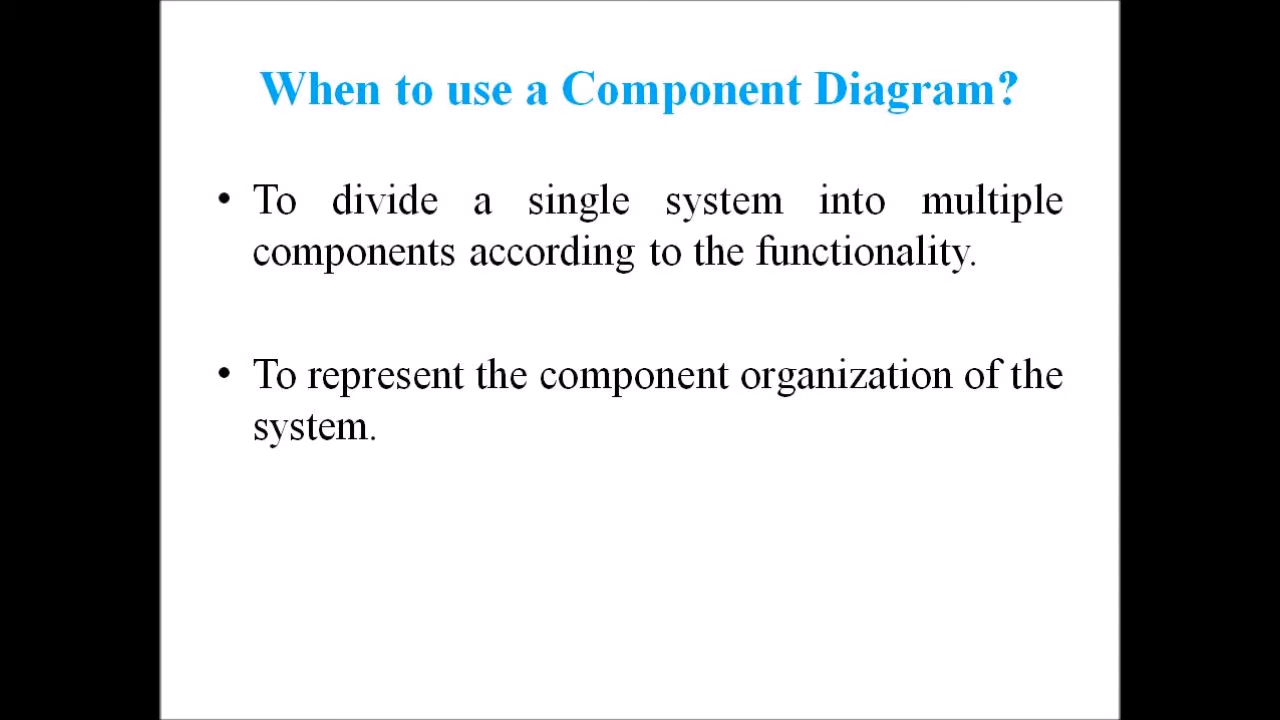 When to use a Component Diagram?
• To divide a single system into multiple
components according to the functionality.
• To represent the component organization of the
system.